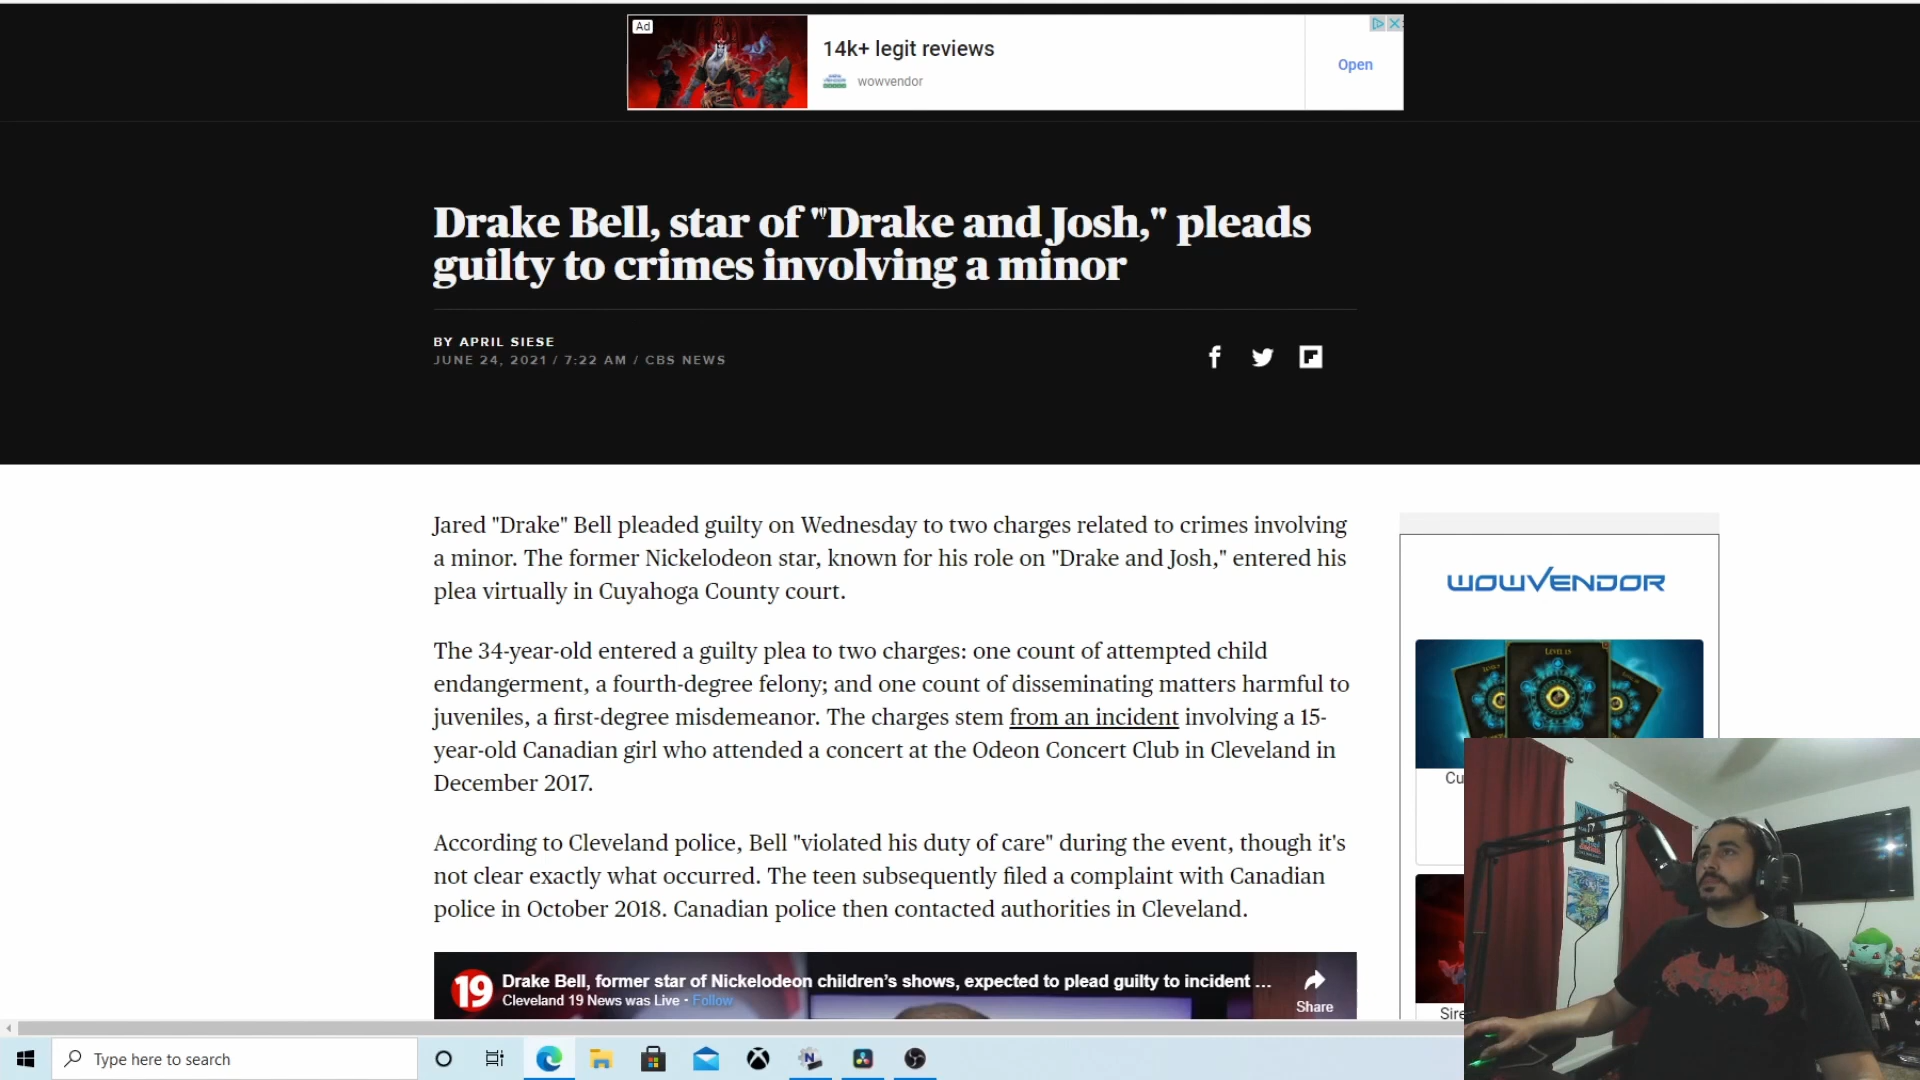 Ad
14k+ legit reviews
wowvendor
Open
Drake Bell, star of "Drake and Josh," pleads
guilty to crimes involving a minor
BY APRIL SIESE
JUNE 24, 2021 / 7:22 AM / CBS NEWS
Jared "Drake" Bell pleaded guilty on Wednesday to two charges related to crimes involving
a minor. The former Nickelodeon star, known for his role on "Drake and Josh," entered his
plea virtually in Cuyahoga County court.
The 34-year-old entered a guilty plea to two charges: one count of attempted child
endangerment, a fourth-degree felony; and one count of disseminating matters harmful to
juveniles, a first-degree misdemeanor. The charges stem from an incident involving a 15-
year-old Canadian girl who attended a concert at the Odeon Concert Club in Cleveland in
December 2017.
According to Cleveland police, Bell "violated his duty of care" during the event, though it's
not clear exactly what occurred. The teen subsequently filed a complaint with Canadian
police in October 2018. Canadian police then contacted authorities in Cleveland.
19
Drake Bell, former star of Nickelodeon children's shows, expected to plead guilty to incident ...
Cleveland 19 News was Live · Follow
Share
WOWVENDOR
LEVEL 15
Cu
Sire
Type here to search